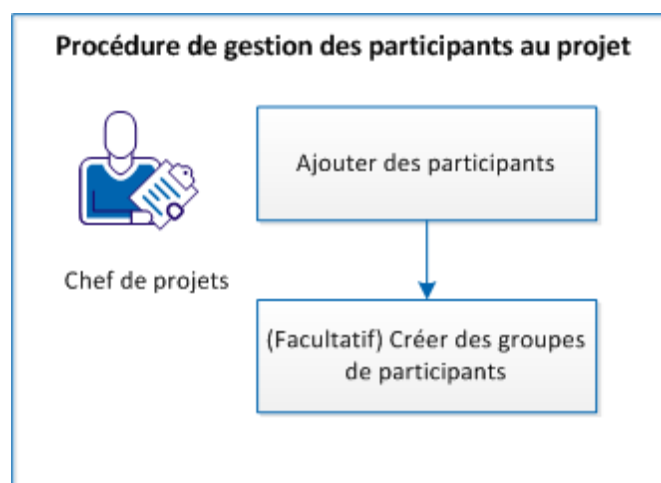 Procédure de gestion des participants au projet
Ajouter des participants
Chef de projets
(Facultatif) Créer des groupes
de participants